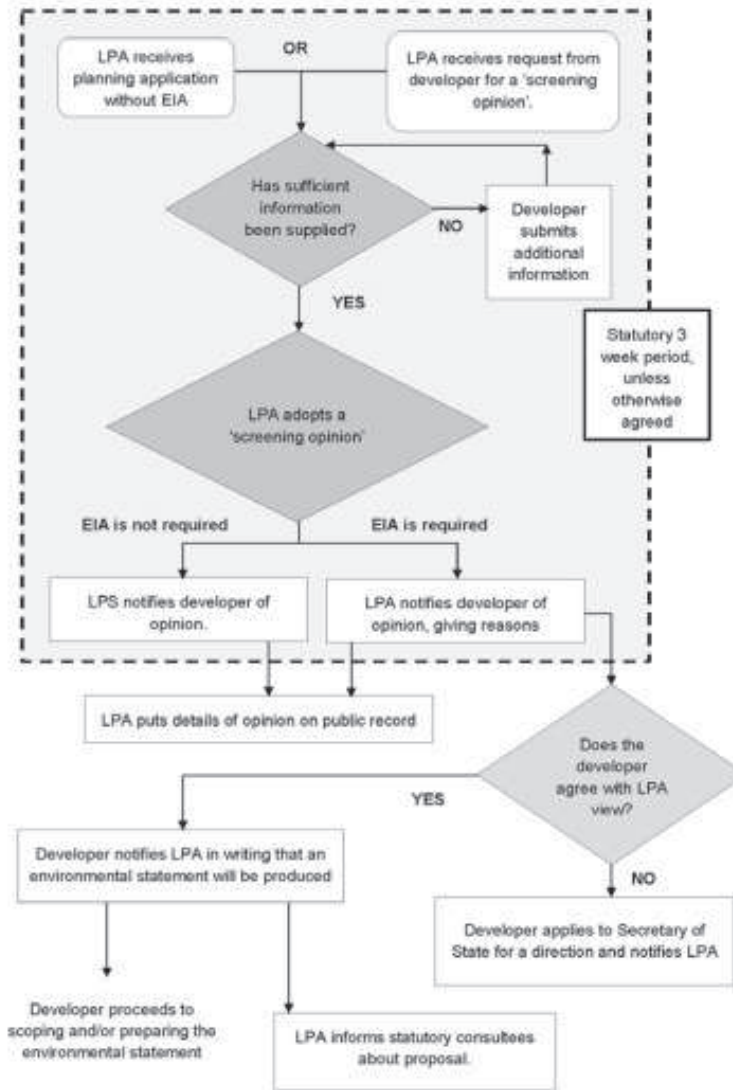 LPA receives
planning application
without EIA
OR
LPA receives request from
developer for a 'screening
opinion'.
Has sufficient
information
been supplied?
NO
Developer
submits
additional
information
YES
Statutory 3
week period,
unless
otherwise
agreed
LPA adopts a
'screening opinion'
EIA is not required
EIA is required
LPS notifies developer of
opinion.
LPA notifies developer of
opinion, giving reasons
LPA puts details of opinion on public record
Does the
developer
agree with LPA
view?
YES
Developer notifies LPA in writing that an
environmental statement will be produced
NO
Developer applies to Secretary of
State for a direction and notifies LPA
Developer proceeds to
scoping and/or preparing the
environmental statement
LPA informs statutory consultees
about proposal.